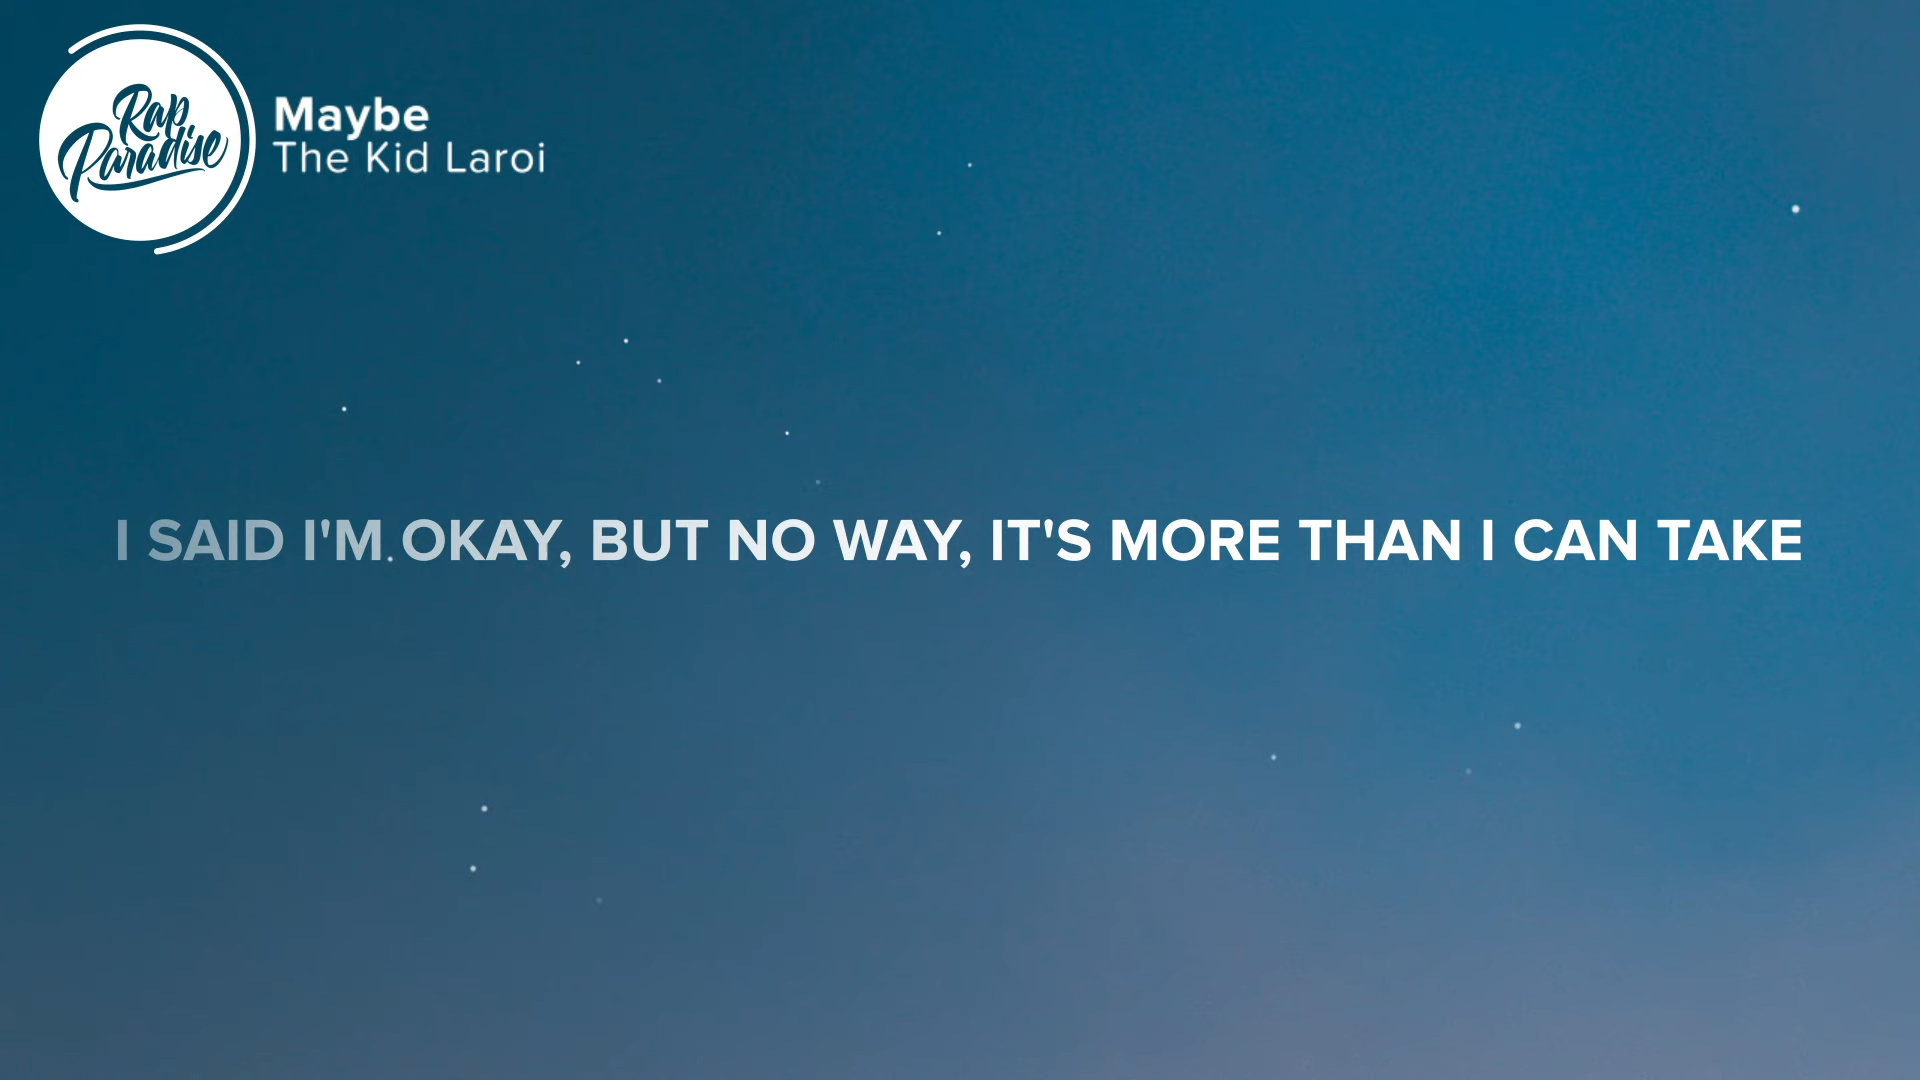 Rap
Paradise
Maybe
The Kid Laroi
I SAID I'M OKAY, BUT NO WAY, IT'S MORE THAN I CAN TAKE